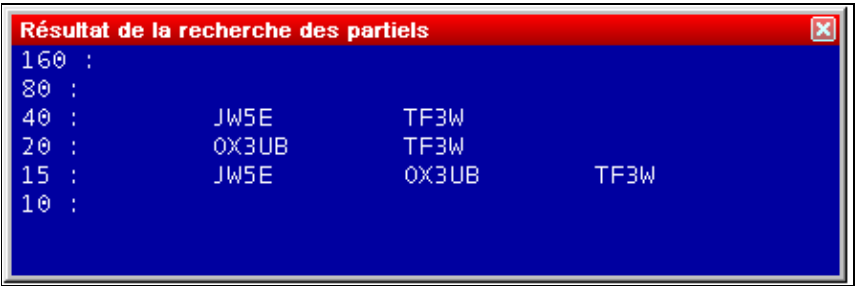 Résultat de la recherche des partiels
160 :
80 :
40 : JW5E TF3W
20 : OX3UB TF3W
15 : JW5E OX3UB TF3W
10 :